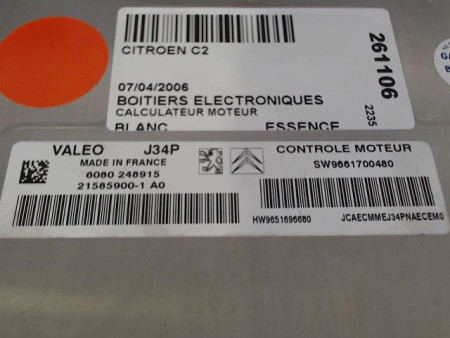 CITROEN C2
07/04/2006
BOITIERS ELECTRONIQUES
CALCULATEUR MOTEUR
BLANC ESSENCE
261106
2235
VALEO J34P
MADE IN FRANCE
6080 248915
21585900-1 A0
CONTROLE MOTEUR
SW9661700480
HW9651696680
JCAECMMEJ34PNAECEM0